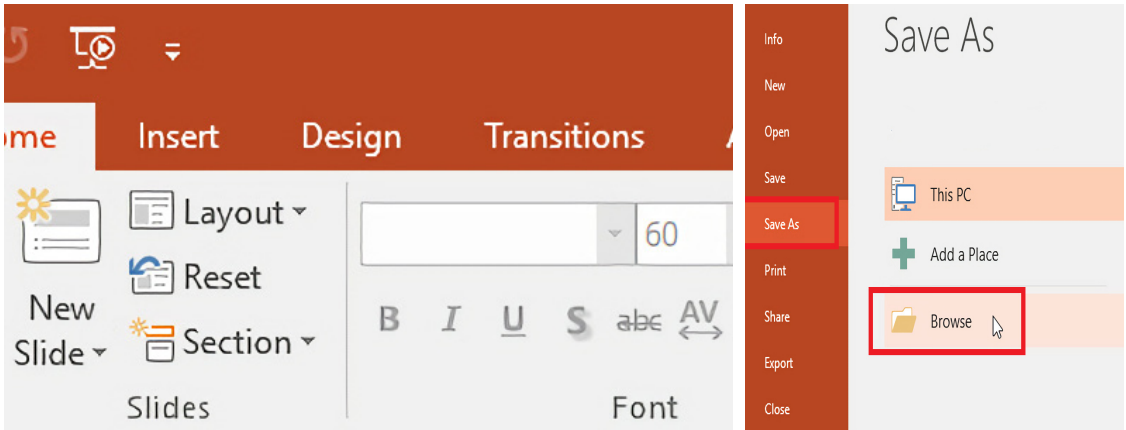 ome Insert Design Transitions
Layout
60
Reset
New
Slide
Section
B I U S abc AV
Slides
Font
Save As
Info
New
Open
Save
Save As
Print
Share
Export
Close
This PC
Add a Place
Browse